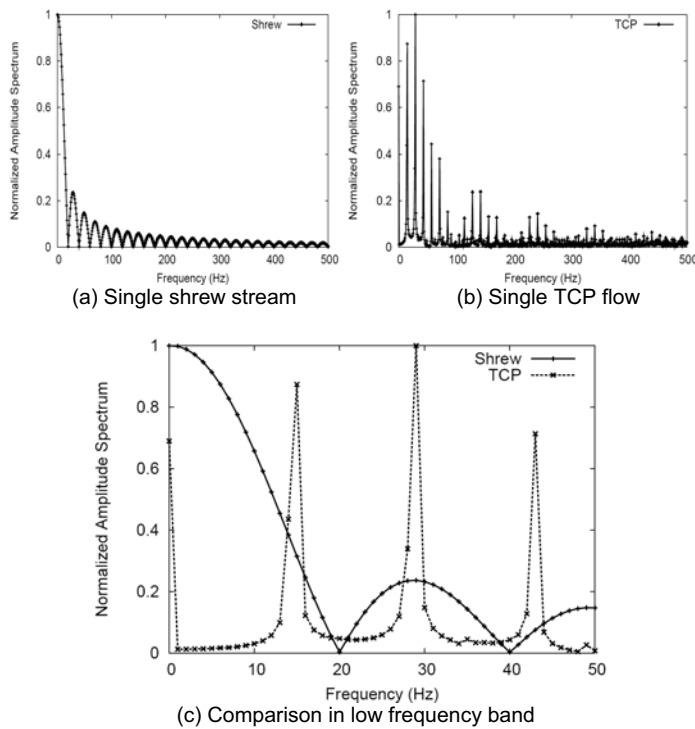 Normalized Amplitude Spectrum
1
0.8
0.6
0.4
0.2
0
Shrew
0 100 200 300 400 500
Frequency (Hz)
(a) Single shrew stream
Normalized Amplitude Spectrum
1
0.8
0.6
0.4
0.2
0
TCP
0 100 200 300 400 500
Frequency (Hz)
(b) Single TCP flow
Normalized Amplitude Spectrum
1
0.8
0.6
0.4
0.2
0
Shrew
TCP
0 10 20 30 40 50
Frequency (Hz)
(c) Comparison in low frequency band